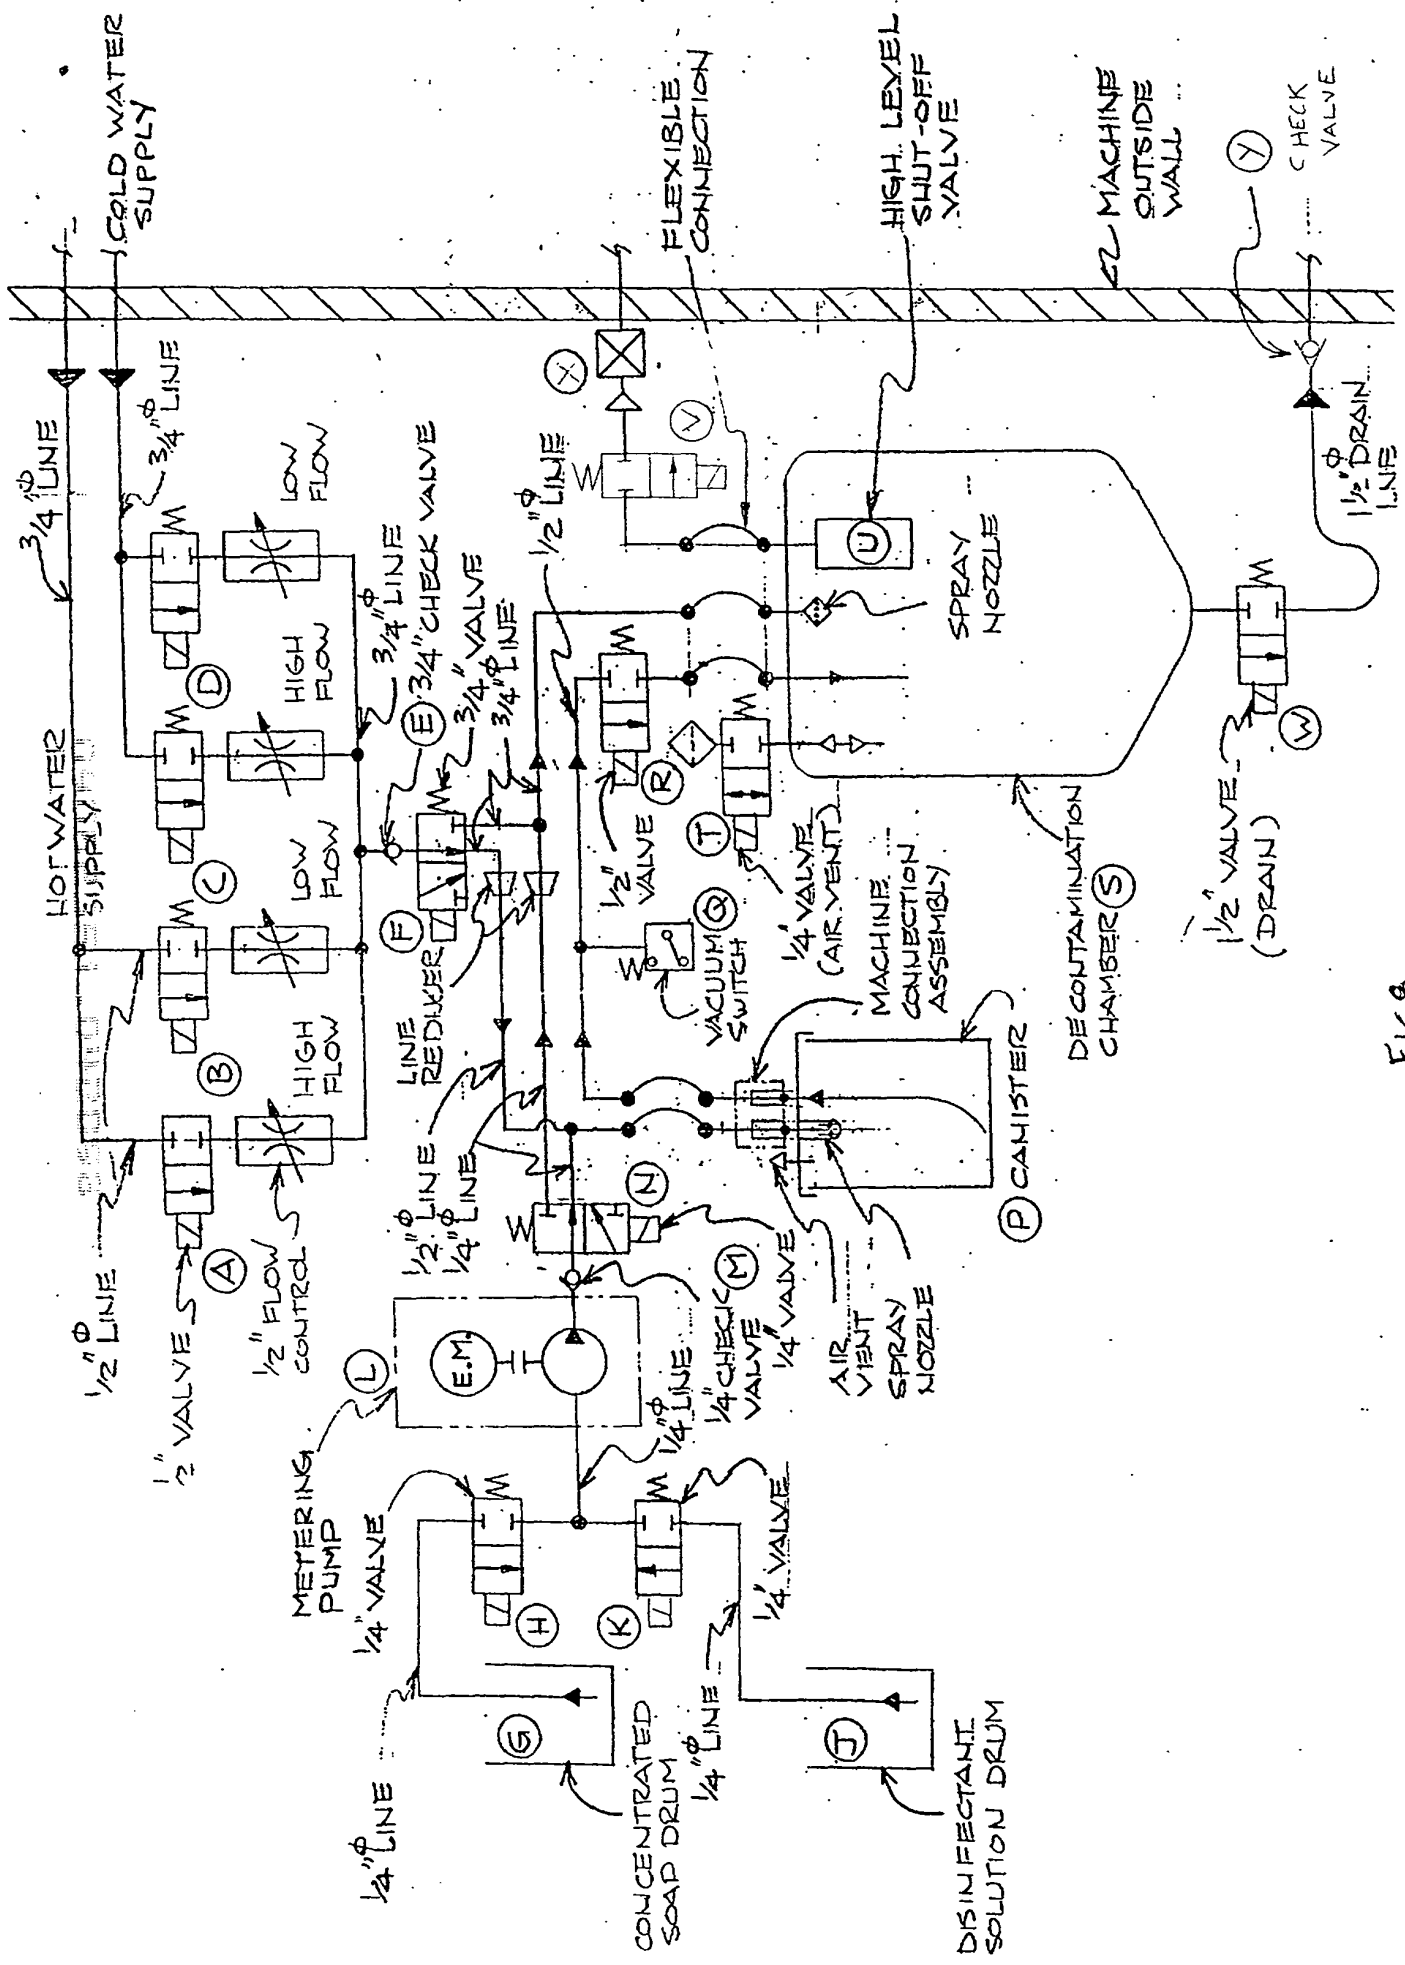 3/4"Φ LINE
HOT WATER
SUPPLY
COLD WATER
SUPPLY
3/4"Φ LINE
1/2"Φ LINE
1/2" VALVE
A
B
C
D
1/2" FLOW
CONTROL
HIGH
FLOW
LOW
FLOW
HIGH
FLOW
LOW
FLOW
3/4"Φ LINE
E
3/4" CHECK VALVE
3/4" VALVE
3/4"Φ LINE
F
LINE
REDUCER
1/2"Φ LINE
1/4"Φ LINE
1/2"Φ LINE
X
V
FLEXIBLE
CONNECTION
HIGH LEVEL
SHUT-OFF
VALVE
METERING
PUMP
L
E.M.
1/4" VALVE
1/4"Φ LINE
H
K
G
CONCENTRATED
SOAP DRUM
1/4"Φ LINE
J
DISINFECTANT
SOLUTION DRUM
1/4" VALVE
1/4"Φ LINE
1/4" CHECK
VALVE
M
N
1/4" VALVE
AIR
VENT
SPRAY
NOZZLE
P CANISTER
VACUUM
SWITCH
Q
1/2"
VALVE
R
T
1/4" VALVE
(AIR VENT)
MACHINE
CONNECTION
ASSEMBLY
U
SPRAY
NOZZLE
DECONTAMINATION
CHAMBER S
1 1/2" VALVE
(DRAIN)
W
1 1/2"Φ DRAIN
LINE
MACHINE
OUTSIDE
WALL
Y
CHECK
VALVE